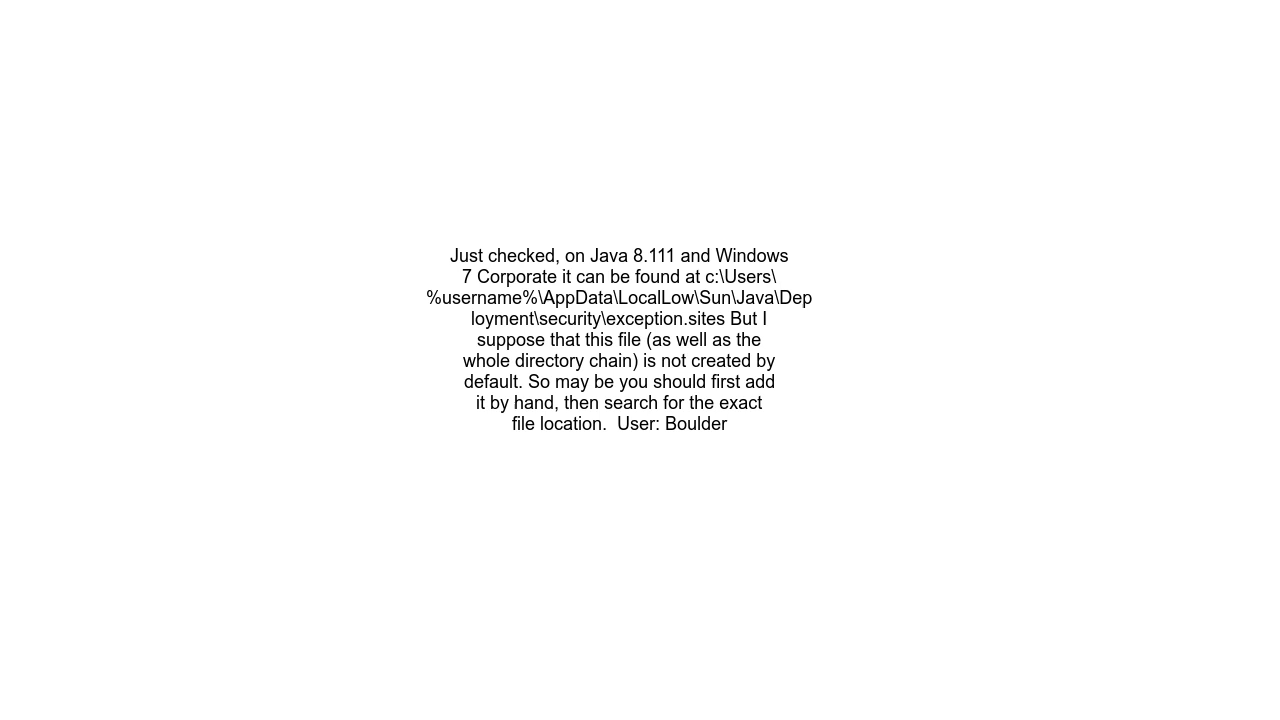 Just checked, on Java 8.111 and Windows
7 Corporate it can be found at c:\Users\
%username%\AppData\LocalLow\Sun\Java\Dep
loyment\security\exception.sites But I
suppose that this file (as well as the
whole directory chain) is not created by
default. So may be you should first add
it by hand, then search for the exact
file location.  User: Boulder